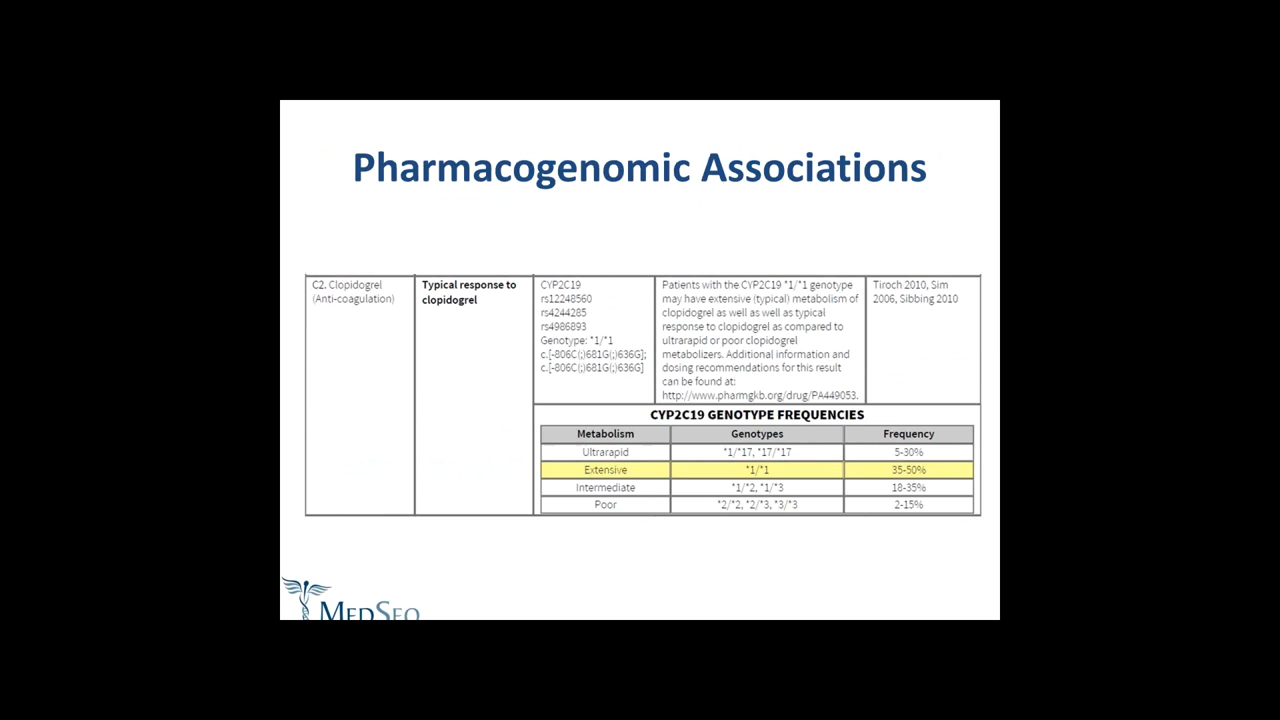 Pharmacogenomic Associations
C2. Clopidogrel
(Anti-coagulation)
Typical response to
clopidogrel
CYP2C19
rs12248560
rs4244285
rs4986893
Genotype: *1/*1
c.[-806C(;)681G(;)636G];
c.[-806C(;)681G(;)636G]
Patients with the CYP2C19 *1/*1 genotype
may have extensive (typical) metabolism of
clopidogrel as well as well as typical
response to clopidogrel as compared to
ultrarapid or poor clopidogrel
metabolizers. Additional information and
dosing recommendations for this result
can be found at:
http://www.pharmgkb.org/drug/PA449053.
Tiroch 2010, Sim
2006, Sibbing 2010
CYP2C19 GENOTYPE FREQUENCIES
Metabolism Genotypes Frequency
Ultrarapid *1/*17, *17/*17 5-30%
Extensive *1/*1 35-50%
Intermediate *1/*2, *1/*3 18-35%
Poor *2/*2, *2/*3, *3/*3 2-15%
MEDSEQ